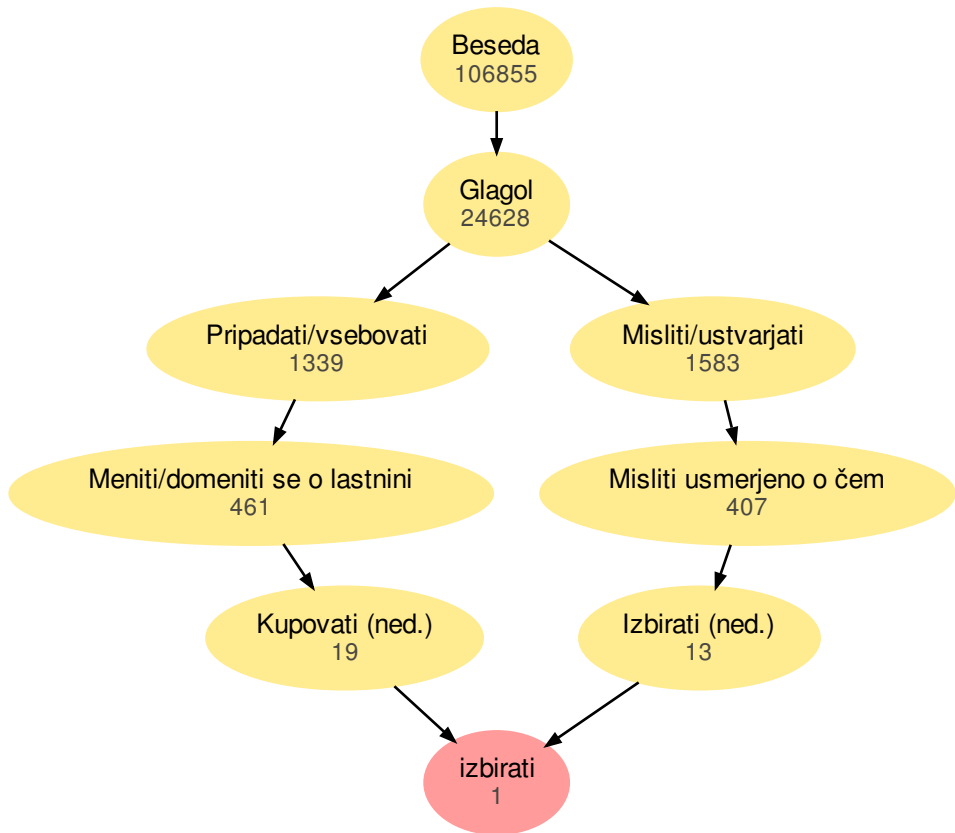 Beseda
106855
Glagol
24628
Pripadati/vsebovati
1339
Misliti/ustvarjati
1583
Meniti/domeniti se o lastnini
461
Misliti usmerjeno o čem
407
Kupovati (ned.)
19
Izbirati (ned.)
13
izbirati
1